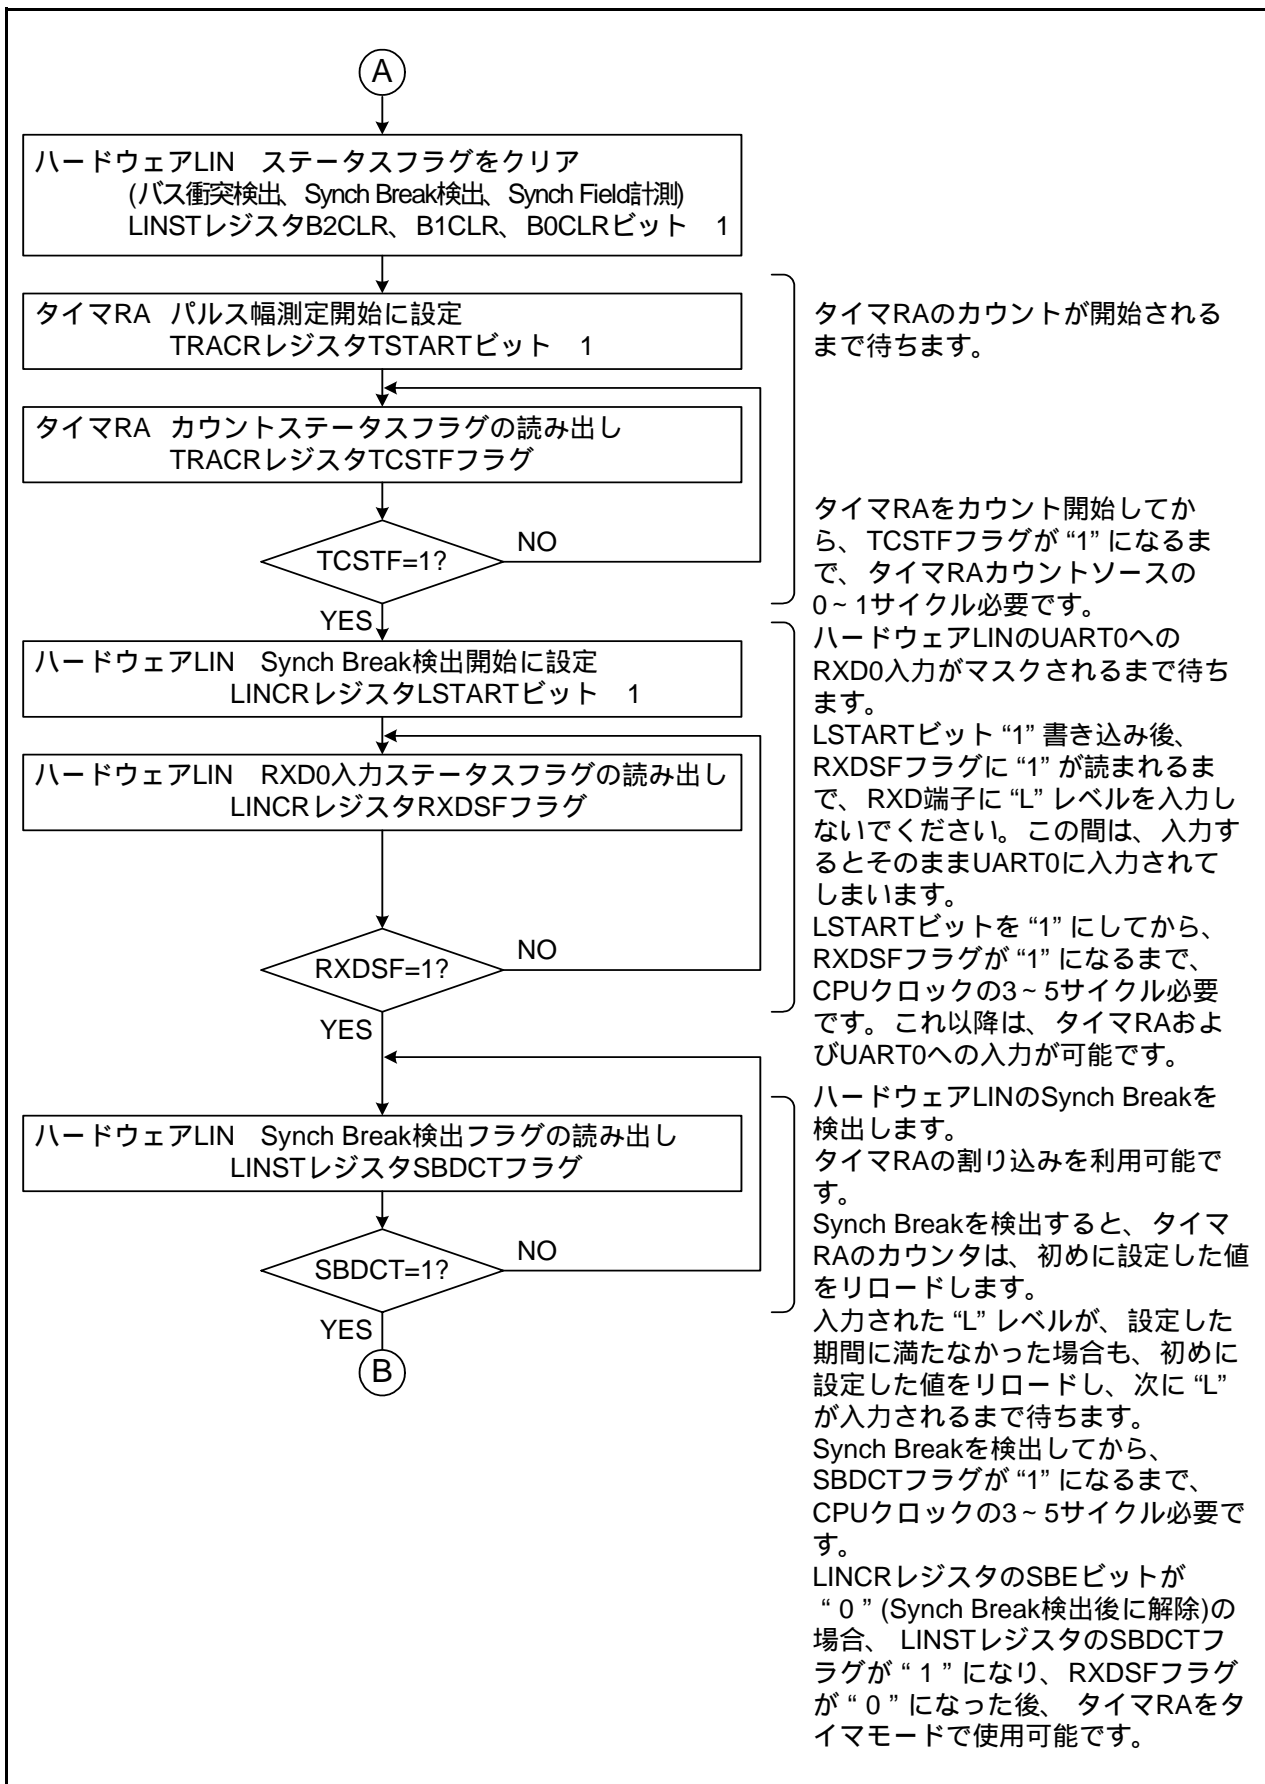 A
ハードウェアLIN　ステータスフラグをクリア
(バス衝突検出、Synch Break検出、Synch Field計測)
LINSTレジスタB2CLR、B1CLR、B0CLRビット　1
タイマRA　パルス幅測定開始に設定
TRACRレジスタTSTARTビット　1
タイマRAのカウントが開始される
まで待ちます。
タイマRA　カウントステータスフラグの読み出し
TRACRレジスタTCSTFフラグ
TCSTF=1?
NO
YES
タイマRAをカウント開始してか
ら、TCSTFフラグが “1” になるま
で、タイマRAカウントソースの
0~1サイクル必要です。
ハードウェアLIN　Synch Break検出開始に設定
LINCRレジスタLSTARTビット　1
ハードウェアLIN　RXD0入力ステータスフラグの読み出し
LINCRレジスタRXDSFフラグ
RXDSF=1?
NO
YES
ハードウェアLINのUART0への
RXD0入力がマスクされるまで待ち
ます。
LSTARTビット “1” 書き込み後、
RXDSFフラグに “1” が読まれるま
で、RXD端子に “L” レベルを入力し
ないでください。この間は、入力す
るとそのままUART0に入力されて
しまいます。
LSTARTビットを “1” にしてから、
RXDSFフラグが “1” になるまで、
CPUクロックの3~5サイクル必要
です。これ以降は、タイマRAおよ
びUART0への入力が可能です。
ハードウェアLIN　Synch Break検出フラグの読み出し
LINSTレジスタSBDCTフラグ
SBDCT=1?
NO
YES
B
ハードウェアLINのSynch Breakを
検出します。
タイマRAの割り込みを利用可能で
す。
Synch Breakを検出すると、タイマ
RAのカウンタは、初めに設定した値
をリロードします。
入力された “L” レベルが、設定した
期間に満たなかった場合も、初めに
設定した値をリロードし、次に “L”
が入力されるまで待ちます。
Synch Breakを検出してから、
SBDCTフラグが “1” になるまで、
CPUクロックの3~5サイクル必要で
す。
LINCRレジスタのSBEビットが
“ 0 ” (Synch Break検出後に解除)の
場合、 LINSTレジスタのSBDCTフ
ラグが “ 1 ” になり、RXDSFフラグ
が “ 0 ” になった後、 タイマRAをタ
イマモードで使用可能です。